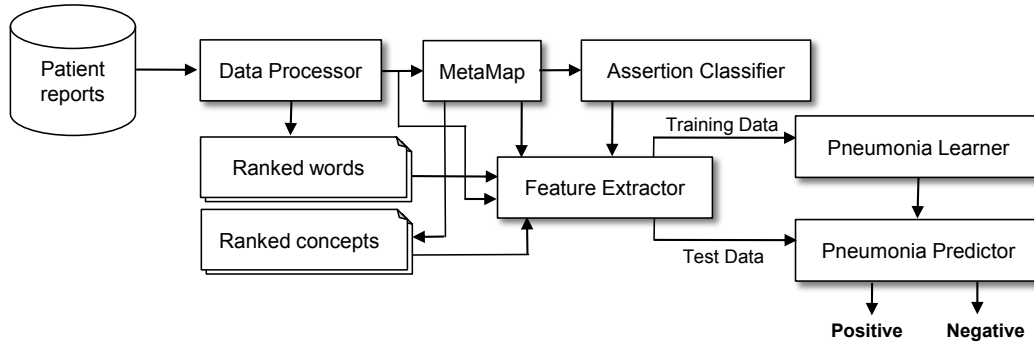 Patient
reports
Data Processor
MetaMap
Assertion Classifier
Ranked words
Ranked concepts
Feature Extractor
Training Data
Test Data
Pneumonia Learner
Pneumonia Predictor
Positive
Negative